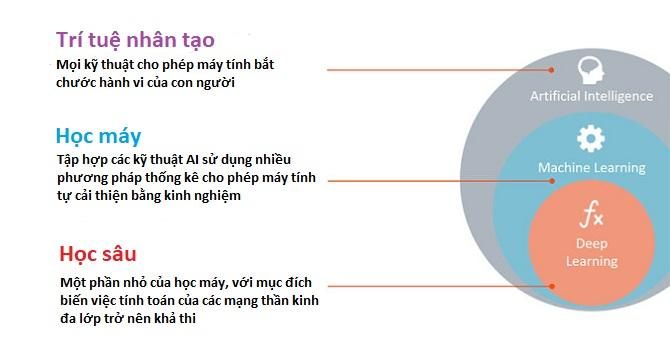 Trí tuệ nhân tạo
Mọi kỹ thuật cho phép máy tính bắt
chước hành vi của con người
Artificial Intelligence
Học máy
Tập hợp các kỹ thuật AI sử dụng nhiều
phương pháp thống kê cho phép máy tính
tự cải thiện bằng kinh nghiệm
Machine Learning
fx
Deep
Learning
Học sâu
Một phần nhỏ của học máy, với mục đích
biến việc tính toán của các mạng thần kinh
đa lớp trở nên khả thi